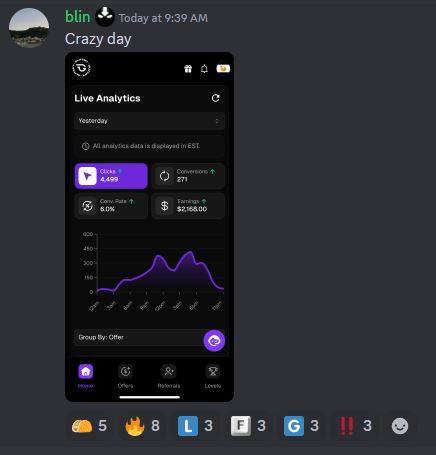 blin Today at 9:39 AM
Crazy day
Live Analytics
Yesterday
All analytics data is displayed in EST.
Clicks ↑
4,499
Conversions ↑
271
Conv. Rate ↑
6.0%
Earnings ↑
$2,168.00
600
450
300
150
0
12am 3am 6am 9am 12pm 3pm 6pm 11pm
Group By: Offer
Home Offers Referrals Levels
5 8 L 3 F 3 G 3 !! 3